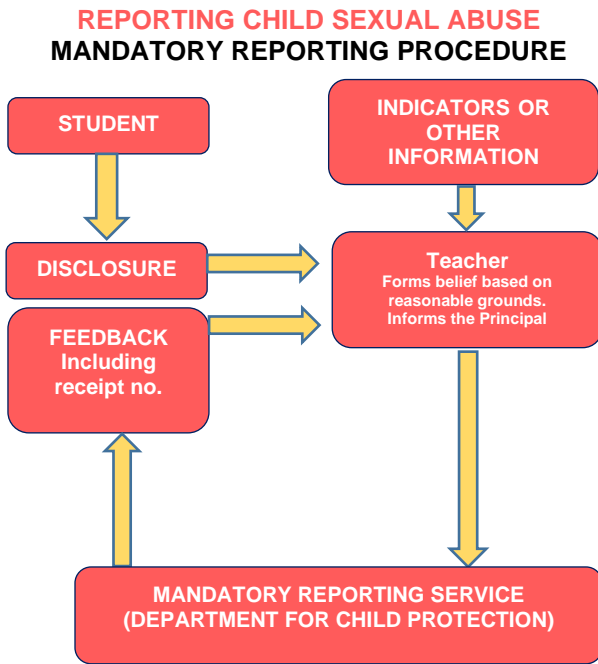 REPORTING CHILD SEXUAL ABUSE
MANDATORY REPORTING PROCEDURE
STUDENT
INDICATORS OR
OTHER
INFORMATION
DISCLOSURE
Teacher
Forms belief based on
reasonable grounds.
Informs the Principal
FEEDBACK
Including
receipt no.
MANDATORY REPORTING SERVICE
(DEPARTMENT FOR CHILD PROTECTION)